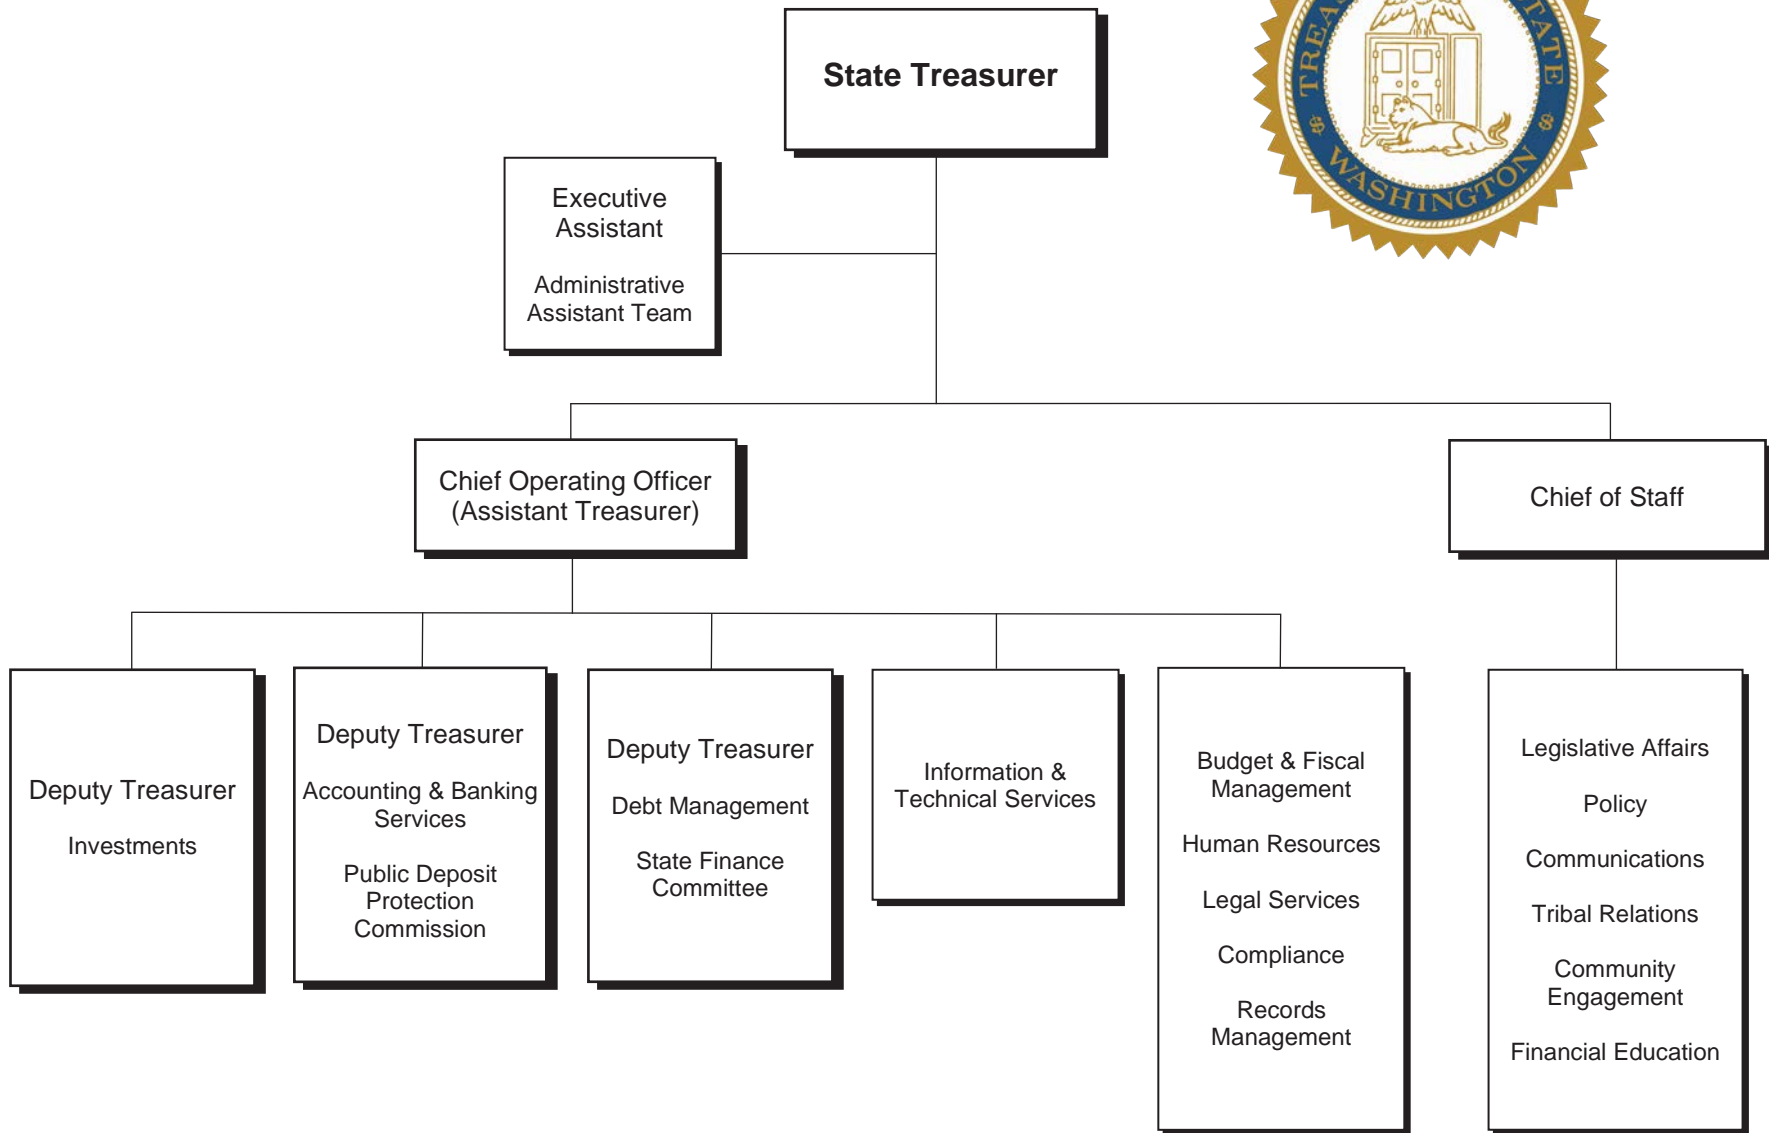 State Treasurer
TREAS
STATE
$ WASHINGTON $
Executive
Assistant
Administrative
Assistant Team
Chief Operating Officer
(Assistant Treasurer)
Chief of Staff
Deputy Treasurer
Investments
Deputy Treasurer
Accounting & Banking
Services
Public Deposit
Protection
Commission
Deputy Treasurer
Debt Management
State Finance
Committee
Information &
Technical Services
Budget & Fiscal
Management
Human Resources
Legal Services
Compliance
Records
Management
Legislative Affairs
Policy
Communications
Tribal Relations
Community
Engagement
Financial Education